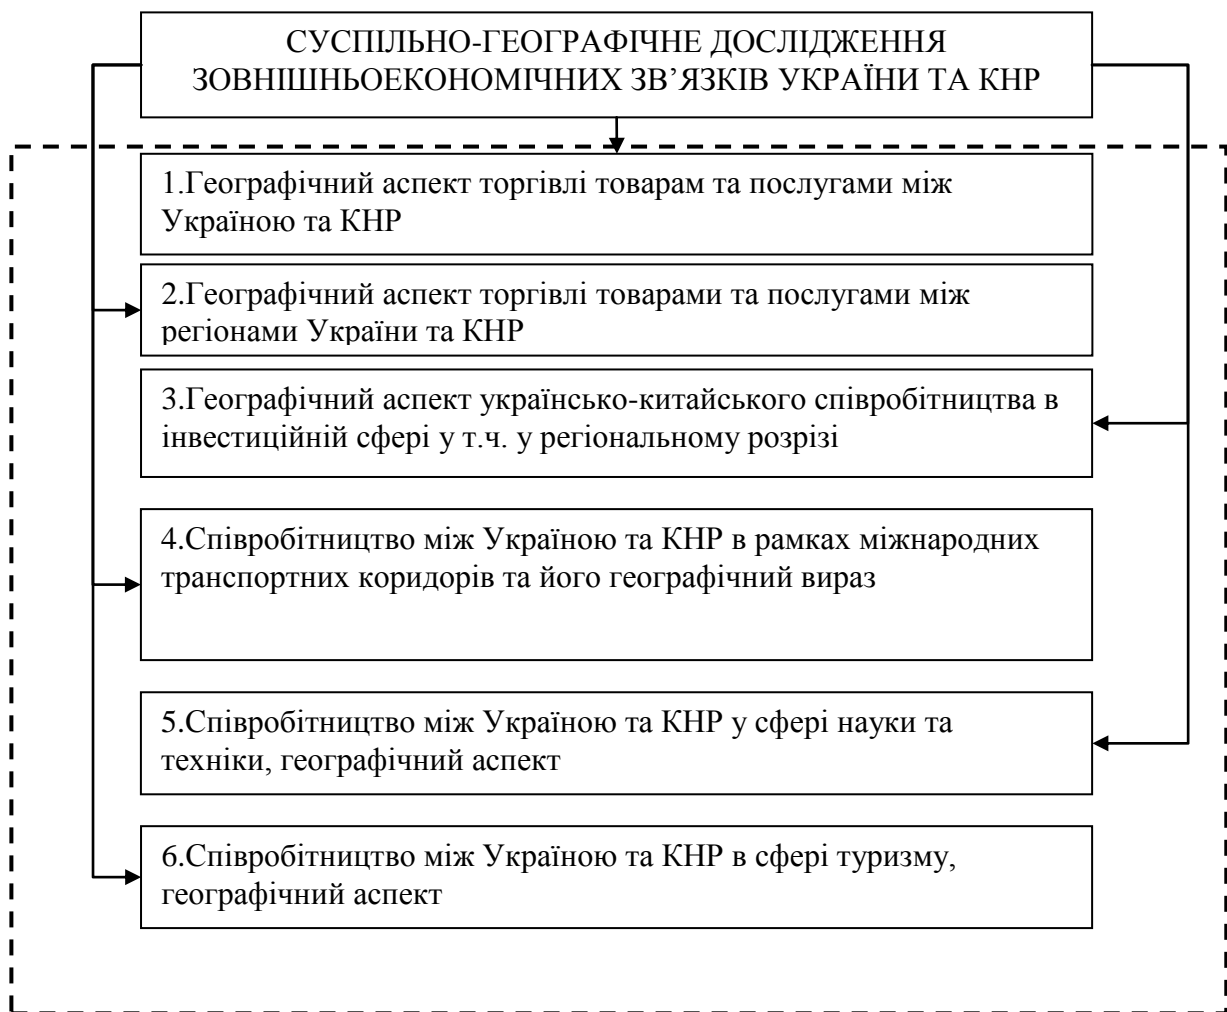 СУСПІЛЬНО-ГЕОГРАФІЧНЕ ДОСЛІДЖЕННЯ
ЗОВНІШНЬОЕКОНОМІЧНИХ ЗВ’ЯЗКІВ УКРАЇНИ ТА КНР
1.Географічний аспект торгівлі товарам та послугами між
Україною та КНР
2.Географічний аспект торгівлі товарами та послугами між
регіонами України та КНР
3.Географічний аспект українсько-китайського співробітництва в
інвестиційній сфері у т.ч. у регіональному розрізі
4.Співробітництво між Україною та КНР в рамках міжнародних
транспортних коридорів та його географічний вираз
5.Співробітництво між Україною та КНР у сфері науки та
техніки, географічний аспект
6.Співробітництво між Україною та КНР в сфері туризму,
географічний аспект